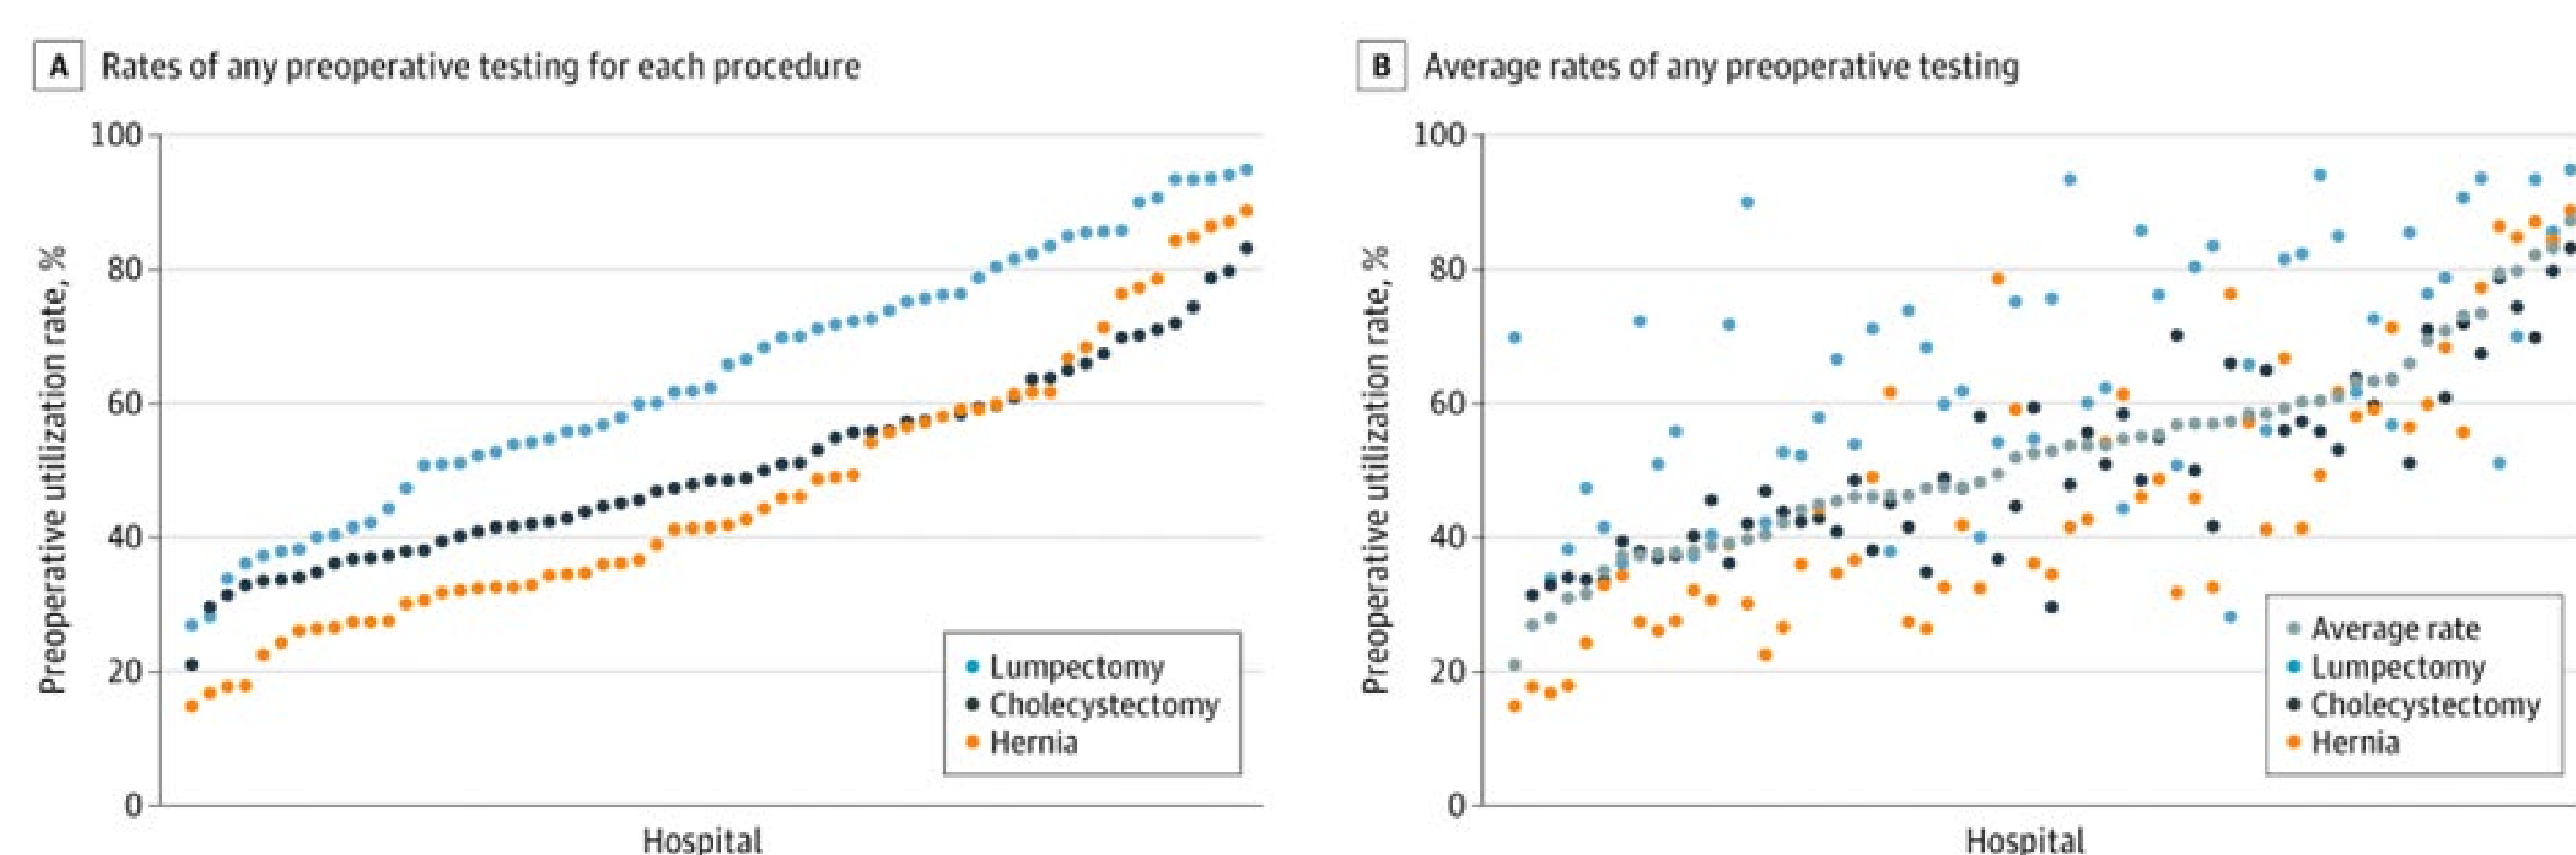 A Rates of any preoperative testing for each procedure
100
80
60
40
20
0
Preoperative utilization rate, %
Hospital
Lumpectomy
Cholecystectomy
Hernia
B Average rates of any preoperative testing
100
80
60
40
20
0
Preoperative utilization rate, %
Hospital
Average rate
Lumpectomy
Cholecystectomy
Hernia